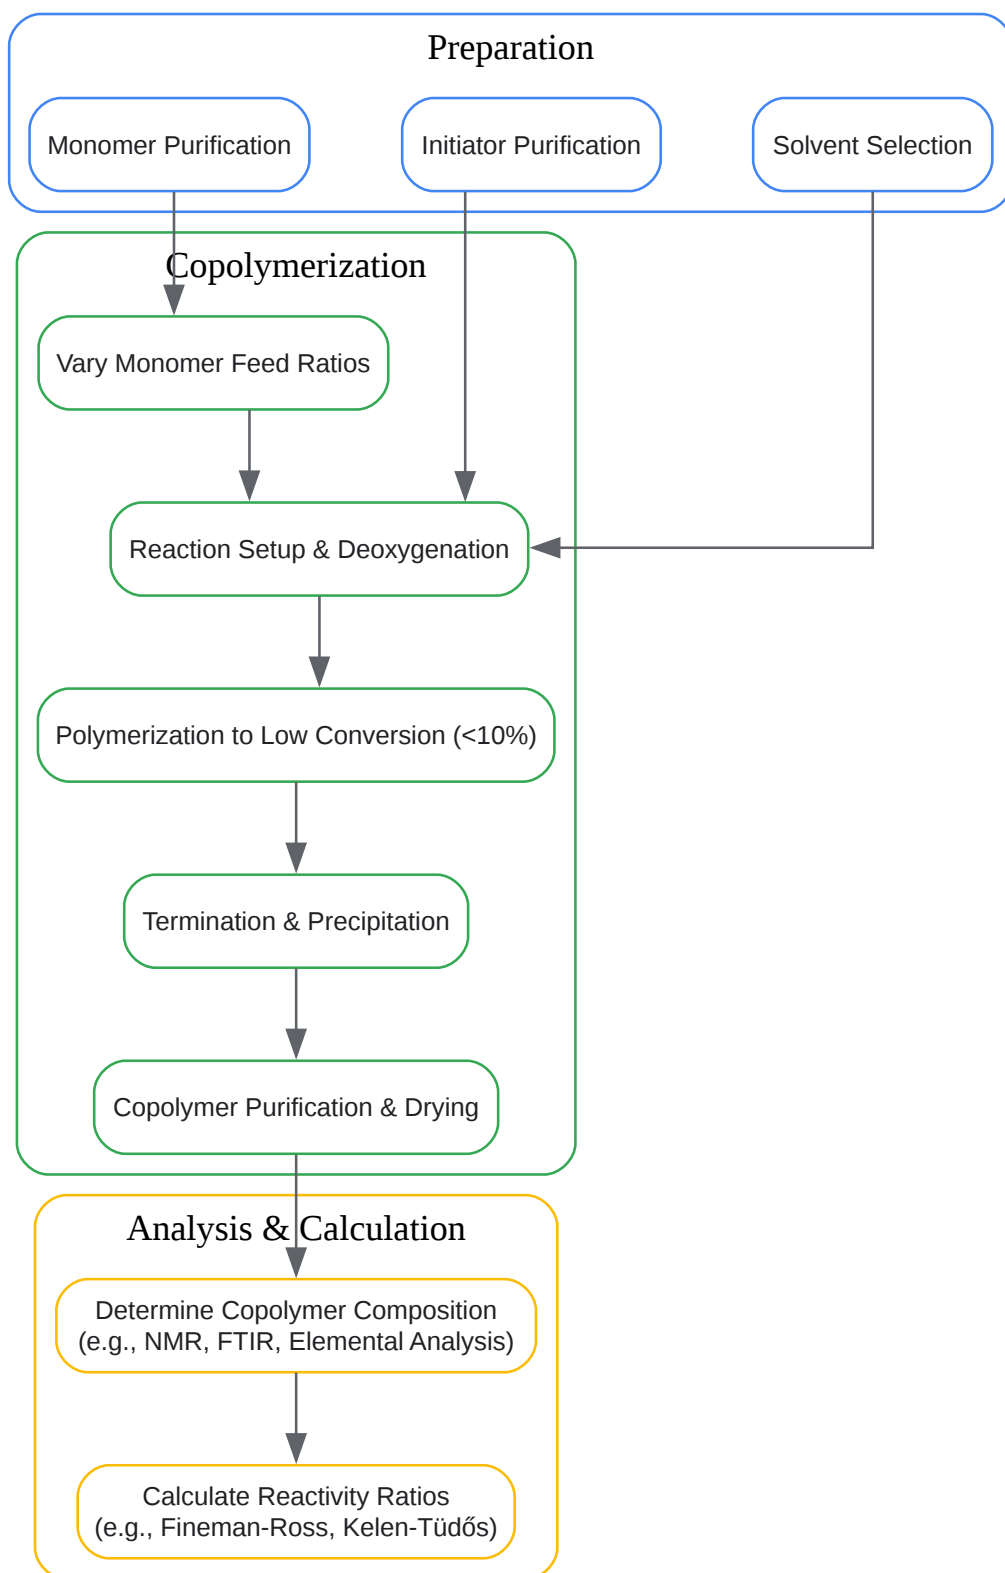 Preparation
Monomer Purification
Initiator Purification
Solvent Selection
Copolymerization
Vary Monomer Feed Ratios
Reaction Setup & Deoxygenation
Polymerization to Low Conversion (<10%)
Termination & Precipitation
Copolymer Purification & Drying
Analysis & Calculation
Determine Copolymer Composition
(e.g., NMR, FTIR, Elemental Analysis)
Calculate Reactivity Ratios
(e.g., Fineman-Ross, Kelen-Tüdős)